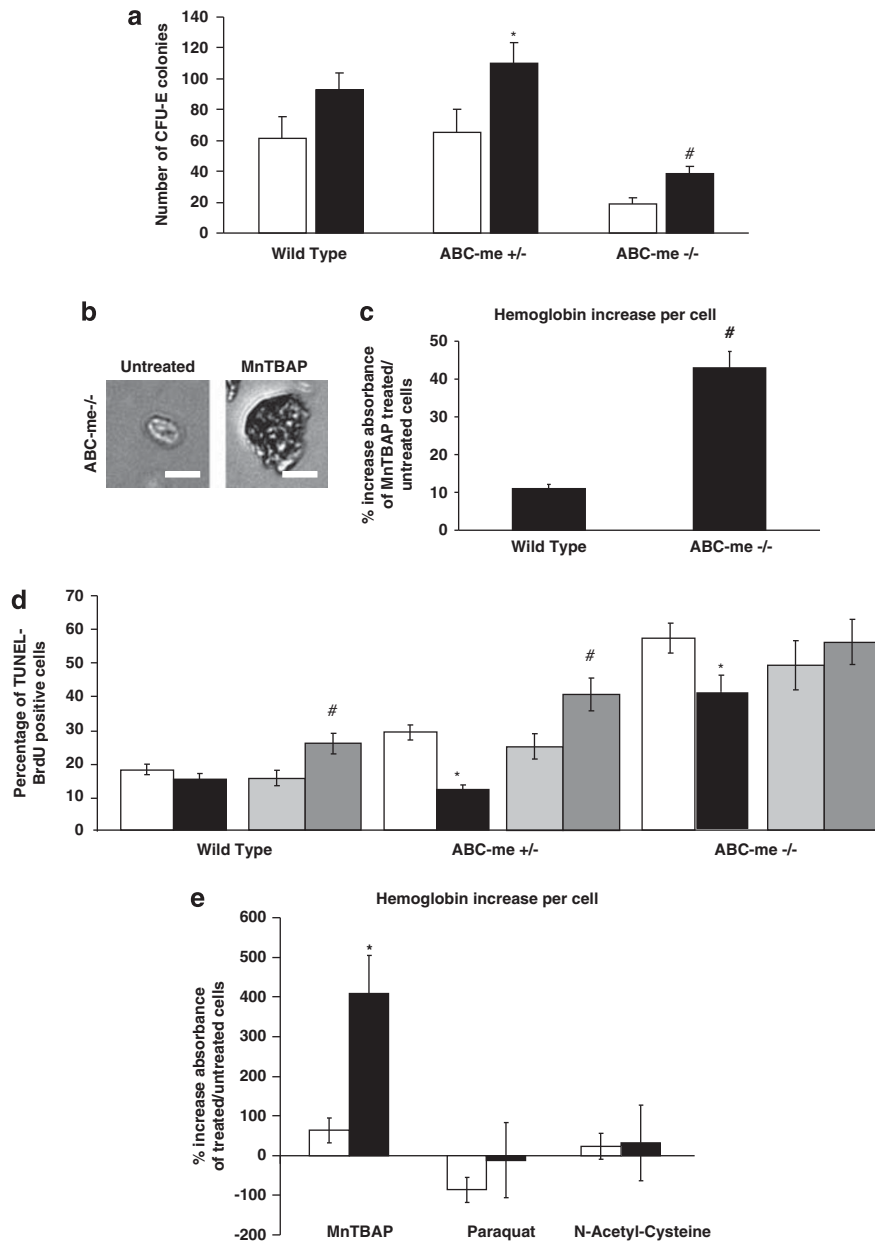 a
Number of CFU-E colonies
140
120
100
80
60
40
20
0
*
#
Wild Type
ABC-me +/-
ABC-me -/-
b
Untreated
MnTBAP
ABC-me-/-
c
Hemoglobin increase per cell
% increase absorbance
of MnTBAP treated/
untreated cells
50
40
30
20
10
0
#
Wild Type
ABC-me -/-
d
Percentage of TUNEL-
BrdU positive cells
70
60
50
40
30
20
10
0
#
*
#
*
Wild Type
ABC-me +/-
ABC-me -/-
e
Hemoglobin increase per cell
% increase absorbance
of treated/untreated cells
600
500
400
300
200
100
0
-100
-200
*
MnTBAP
Paraquat
N-Acetyl-Cysteine